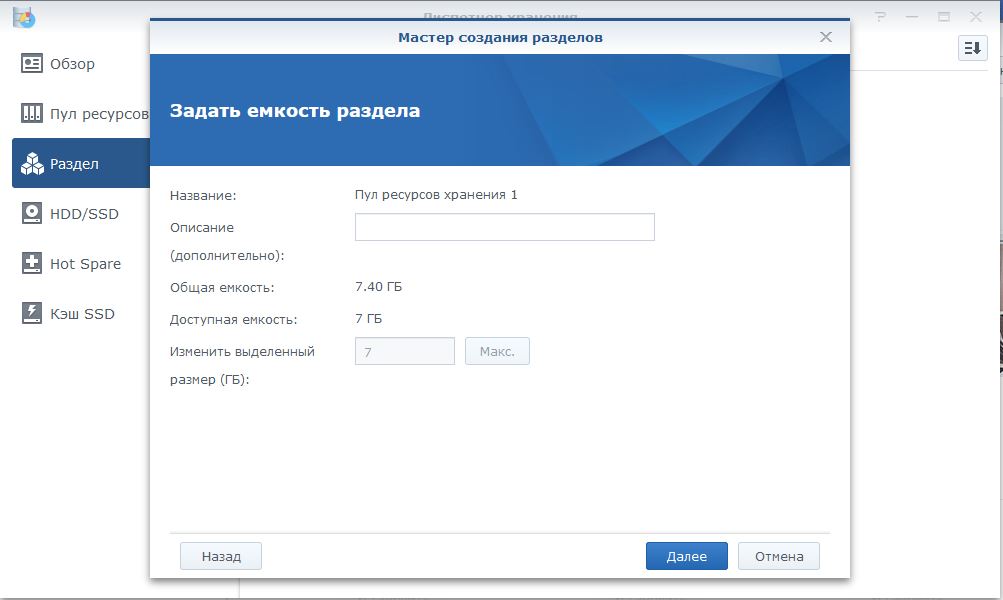 Диспетчер хранения
Мастер создания разделов
Обзор
Пул ресурсов
Раздел
HDD/SSD
Hot Spare
Кэш SSD
Задать емкость раздела
Название: Пул ресурсов хранения 1
Описание
(дополнительно):
Общая емкость: 7.40 ГБ
Доступная емкость: 7 ГБ
Изменить выделенный 7 Макс.
размер (ГБ):
Назад Далее Отмена